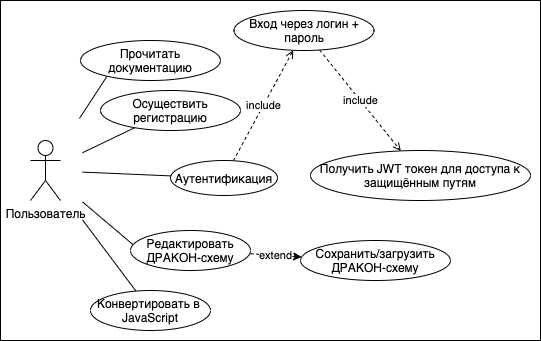 Вход через логин +
пароль
Прочитать
документацию
Осуществить
регистрацию
include
include
Аутентификация
Получить JWT токен для доступа к
защищённым путям
Пользователь
Редактировать
ДРАКОН-схему
extend
Сохранить/загрузить
ДРАКОН-схему
Конвертировать в
JavaScript